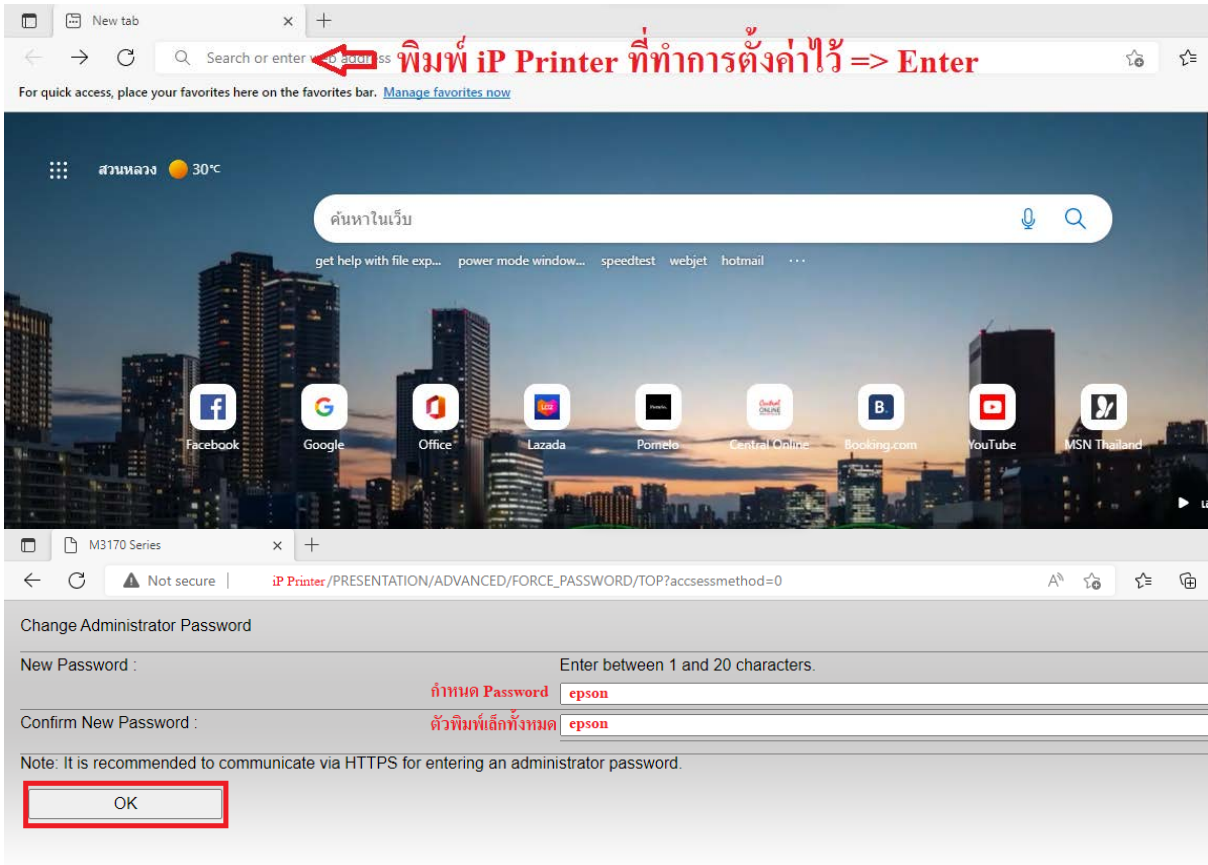 New tab
Search or enter web address พิมพ์ iP Printer ที่ทำการตั้งค่าไว้ => Enter
For quick access, place your favorites here on the favorites bar. Manage favorites now
สวนหลวง 30°C
ค้นหาในเว็บ
get help with file exp... power mode window... speedtest webjet hotmail ...
Facebook Google Office Lazada Pomelo Central Online Booking.com YouTube MSN Thailand
M3170 Series
Not secure | iP Printer/PRESENTATION/ADVANCED/FORCE_PASSWORD/TOP?accsessmethod=0
Change Administrator Password
New Password : Enter between 1 and 20 characters.
กำหนด Password epson
Confirm New Password : ตัวพิมพ์เล็กทั้งหมด epson
Note: It is recommended to communicate via HTTPS for entering an administrator password.
OK